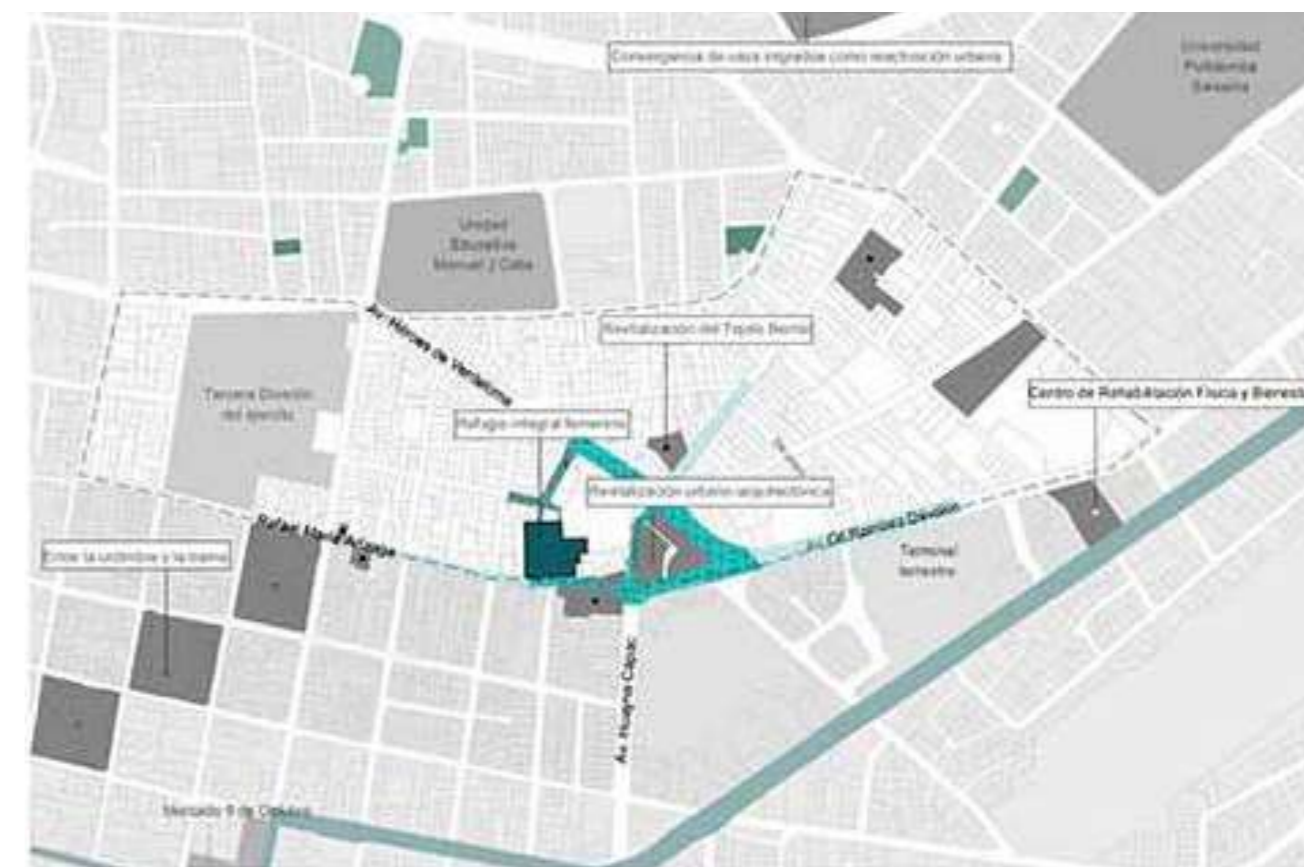 Convergencia de usos integrados como reactivación urbana
Universidad
Politécnica
Salesiana
Unidad
Educativa
Manuel J Calle
Av. Héroes de Verdeloma
Revitalización del Tejido Barrial
Tercera División
del ejército
Centro de Rehabilitación Física y Bienest
Refugio integral femenino
Revitalización urbano-arquitectónica
Rafael María Arízaga
Av. Gil Ramírez Dávalos
Terminal
terrestre
Entre la urdimbre y la trama
Av. Huayna Cápac
Mercado 9 de Octubre